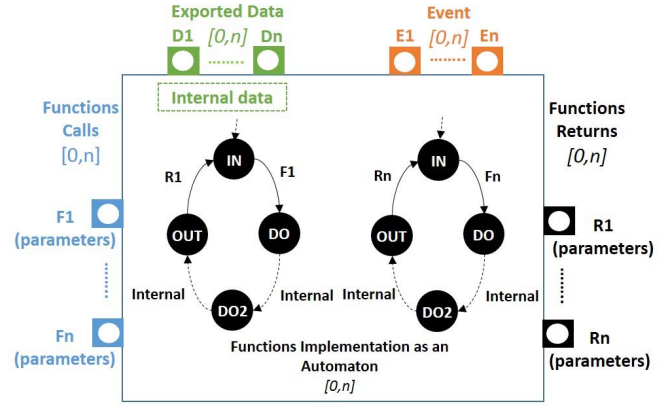 Exported Data
D1 [0,n] Dn
Event
E1 [0,n] En
Internal data
Functions
Calls
[0,n]
F1
(parameters)
Fn
(parameters)
IN
R1
F1
OUT
DO
Internal
Internal
DO2
IN
Rn
Fn
OUT
DO
Internal
Internal
DO2
Functions Implementation as an
Automaton
[0,n]
Functions
Returns
[0,n]
R1
(parameters)
Rn
(parameters)